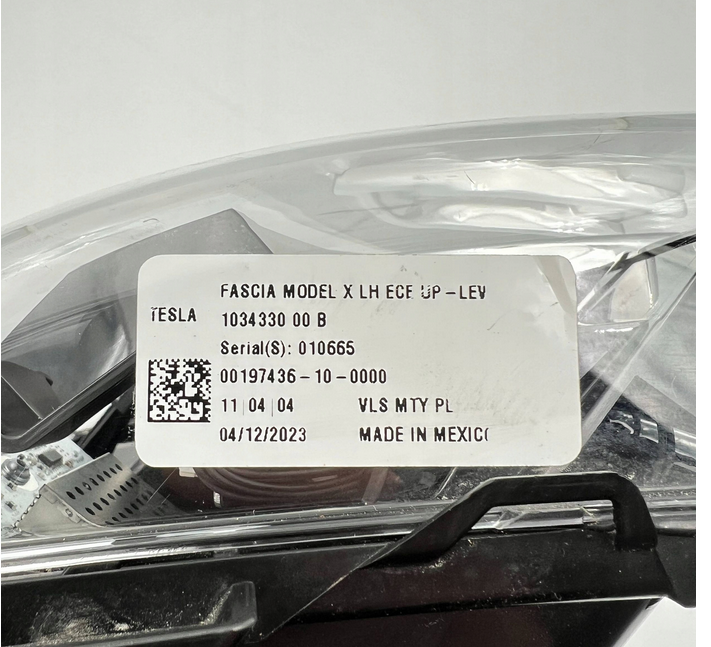 FASCIA MODEL X LH ECE UP-LEV
TESLA
1034330 00 B
Serial(S): 010665
00197436-10-0000
11 04 04 VLS MTY PL
04/12/2023 MADE IN MEXIC